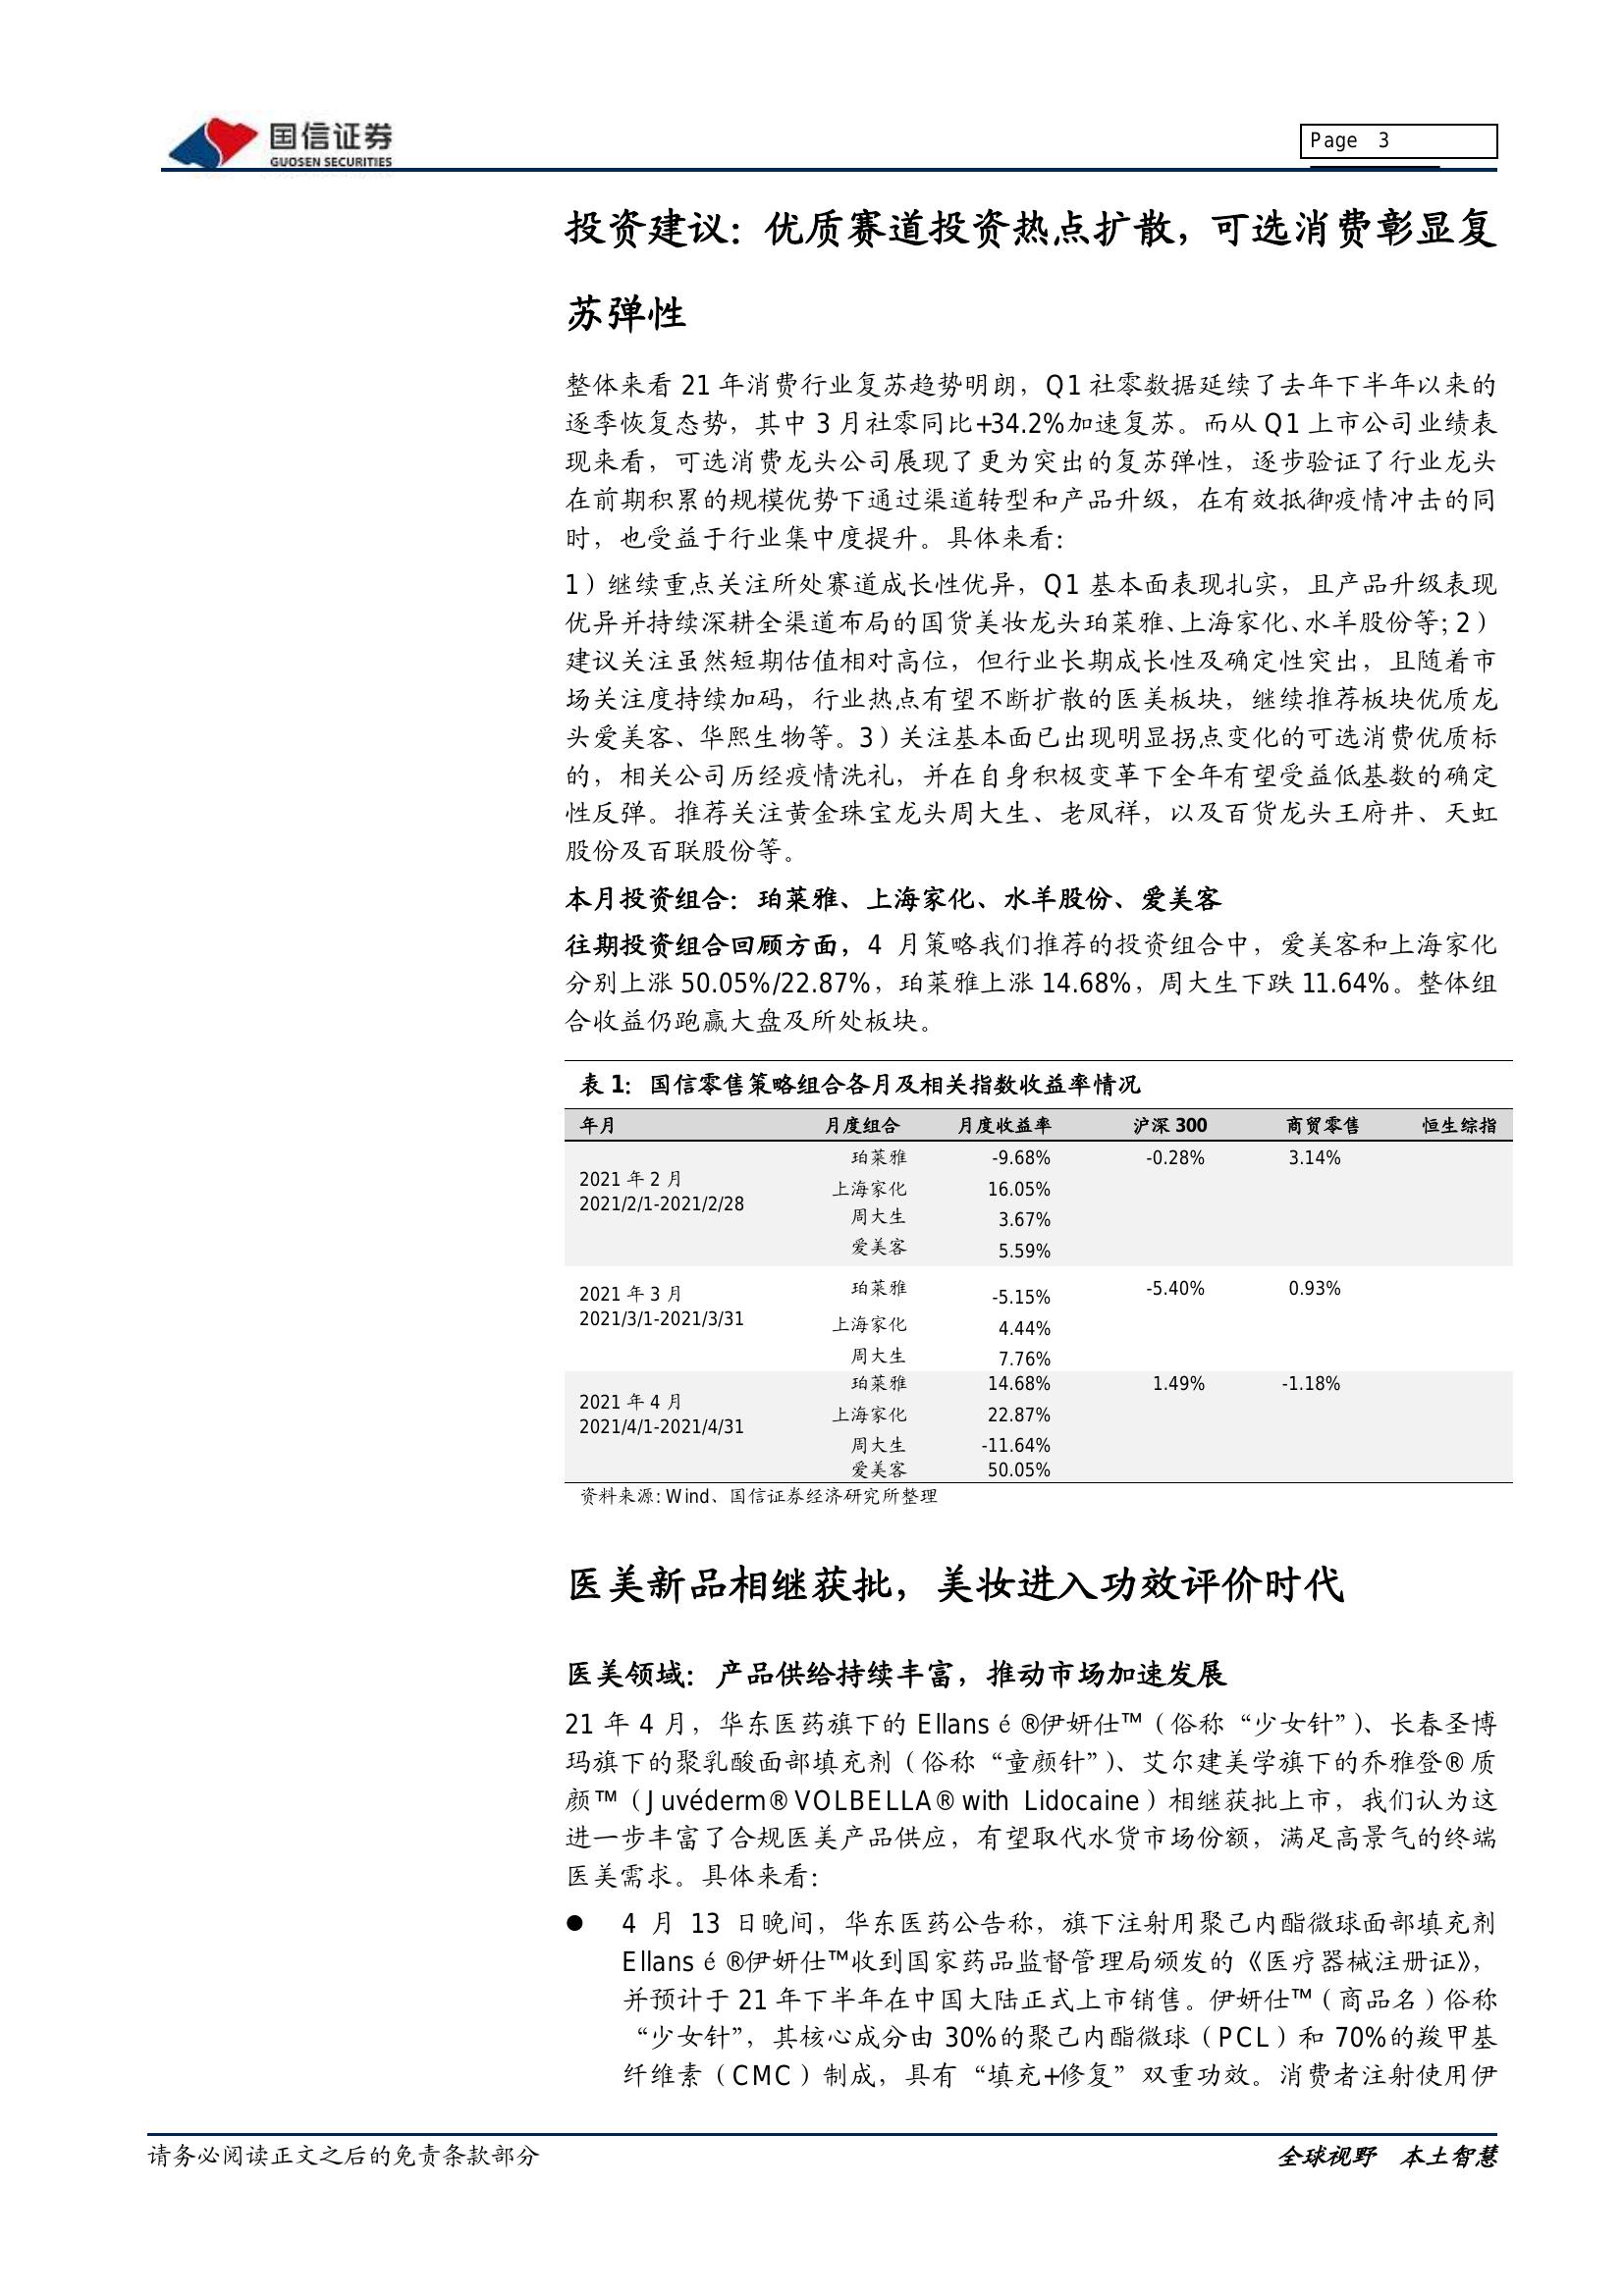 国信证券
GUOSEN SECURITIES
Page 3
投资建议：优质赛道投资热点扩散，可选消费彰显复
苏弹性
整体来看 21 年消费行业复苏趋势明朗，Q1 社零数据延续了去年下半年以来的
逐季恢复态势，其中 3 月社零同比+34.2%加速复苏。而从 Q1 上市公司业绩表
现来看，可选消费龙头公司展现了更为突出的复苏弹性，逐步验证了行业龙头
在前期积累的规模优势下通过渠道转型和产品升级，在有效抵御疫情冲击的同
时，也受益于行业集中度提升。具体来看：
1）继续重点关注所处赛道成长性优异，Q1 基本面表现扎实，且产品升级表现
优异并持续深耕全渠道布局的国货美妆龙头珀莱雅、上海家化、水羊股份等；2）
建议关注虽然短期估值相对高位，但行业长期成长性及确定性突出，且随着市
场关注度持续加码，行业热点有望不断扩散的医美板块，继续推荐板块优质龙
头爱美客、华熙生物等。3）关注基本面已出现明显拐点变化的可选消费优质标
的，相关公司历经疫情洗礼，并在自身积极变革下全年有望受益低基数的确定
性反弹。推荐关注黄金珠宝龙头周大生、老凤祥，以及百货龙头王府井、天虹
股份及百联股份等。
本月投资组合：珀莱雅、上海家化、水羊股份、爱美客
往期投资组合回顾方面，4 月策略我们推荐的投资组合中，爱美客和上海家化
分别上涨 50.05%/22.87%，珀莱雅上涨 14.68%，周大生下跌 11.64%。整体组
合收益仍跑赢大盘及所处板块。
表 1：国信零售策略组合各月及相关指数收益率情况
年月 月度组合 月度收益率 沪深 300 商贸零售 恒生综指
2021 年 2 月
2021/2/1-2021/2/28
珀莱雅 -9.68% -0.28% 3.14%
上海家化 16.05%
周大生 3.67%
爱美客 5.59%
2021 年 3 月
2021/3/1-2021/3/31
珀莱雅 -5.15% -5.40% 0.93%
上海家化 4.44%
周大生 7.76%
2021 年 4 月
2021/4/1-2021/4/31
珀莱雅 14.68% 1.49% -1.18%
上海家化 22.87%
周大生 -11.64%
爱美客 50.05%
资料来源：Wind、国信证券经济研究所整理
医美新品相继获批，美妆进入功效评价时代
医美领域：产品供给持续丰富，推动市场加速发展
21 年 4 月，华东医药旗下的 Ellansé®伊妍仕™（俗称“少女针”）、长春圣博
玛旗下的聚乳酸面部填充剂（俗称“童颜针”）、艾尔建美学旗下的乔雅登®质
颜™（Juvéderm® VOLBELLA® with Lidocaine）相继获批上市，我们认为这
进一步丰富了合规医美产品供应，有望取代水货市场份额，满足高景气的终端
医美需求。具体来看：
● 4 月 13 日晚间，华东医药公告称，旗下注射用聚己内酯微球面部填充剂
Ellansé®伊妍仕™收到国家药品监督管理局颁发的《医疗器械注册证》，
并预计于 21 年下半年在中国大陆正式上市销售。伊妍仕™（商品名）俗称
“少女针”，其核心成分由 30%的聚己内酯微球（PCL）和 70%的羧甲基
纤维素（CMC）制成，具有“填充+修复”双重功效。消费者注射使用伊
请务必阅读正文之后的免责条款部分
全球视野 本土智慧